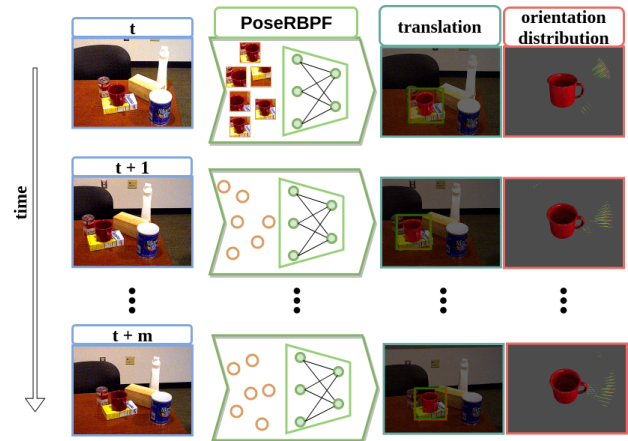 t
PoseRBPF
translation
orientation
distribution
time
t + 1
t + m